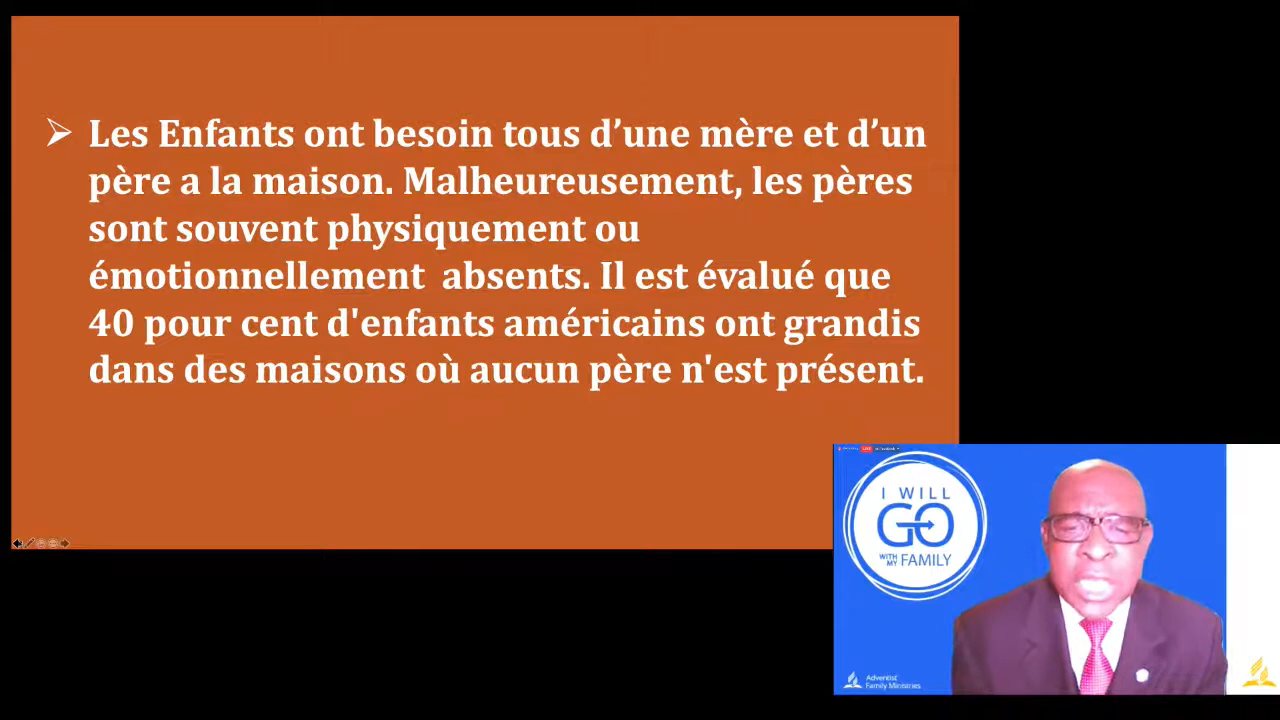 ➢ Les Enfants ont besoin tous d’une mère et d’un
père a la maison. Malheureusement, les pères
sont souvent physiquement ou
émotionnellement  absents. Il est évalué que
40 pour cent d'enfants américains ont grandis
dans des maisons où aucun père n'est présent.
I WILL
GO
WITH MY FAMILY
Adventist
Family Ministries